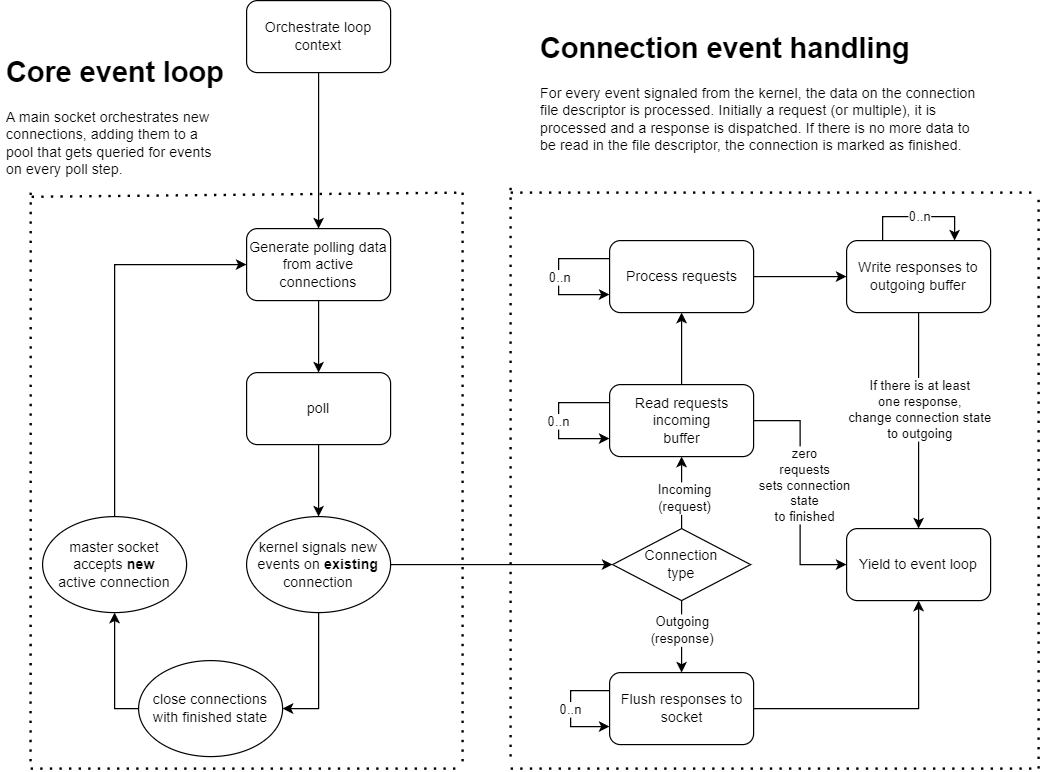 Orchestrate loop
context
Core event loop
A main socket orchestrates new
connections, adding them to a
pool that gets queried for events
on every poll step.
Generate polling data
from active
connections
poll
kernel signals new
events on existing
connection
master socket
accepts new
active connection
close connections
with finished state
Connection event handling
For every event signaled from the kernel, the data on the connection
file descriptor is processed. Initially a request (or multiple), it is
processed and a response is dispatched. If there is no more data to
be read in the file descriptor, the connection is marked as finished.
0..n
Process requests
0..n
Write responses to
outgoing buffer
0..n
Read requests
incoming
buffer
If there is at least
one response,
change connection state
to outgoing
zero
requests
sets connection
state
to finished
Incoming
(request)
Connection
type
Yield to event loop
Outgoing
(response)
0..n
Flush responses to
socket